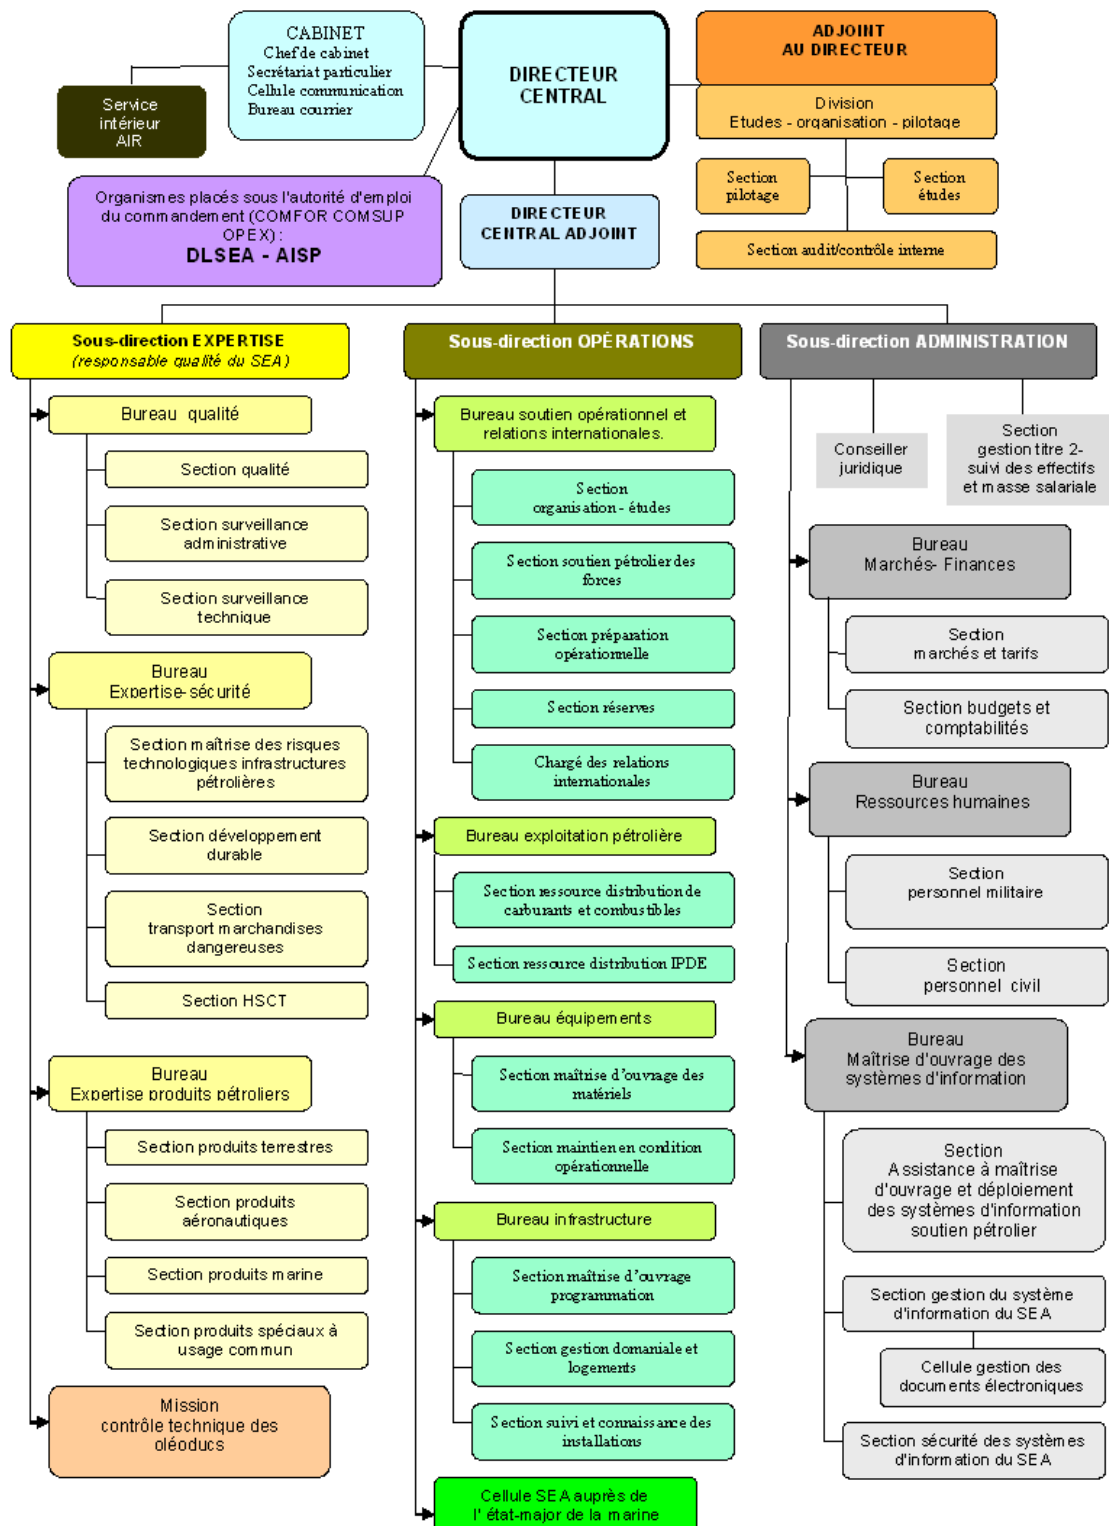 CABINET
Chef de cabinet
Secrétariat particulier
Cellule communication
Bureau courrier
DIRECTEUR
CENTRAL
ADJOINT
AU DIRECTEUR
Division
Etudes - organisation - pilotage
Service
intérieur
AIR
Section
pilotage
Section
études
Organismes placés sous l'autorité d'emploi
du commandement (COMFOR COMSUP
OPEX) :
DLSEA - AISP
DIRECTEUR
CENTRAL ADJOINT
Section audit/contrôle interne
Sous-direction EXPERTISE
(responsable qualité du SEA)
Bureau qualité
Section qualité
Section surveillance
administrative
Section surveillance
technique
Bureau
Expertise-sécurité
Section maîtrise des risques
technologiques infrastructures
pétrolières
Section développement
durable
Section
transport marchandises
dangereuses
Section HSCT
Bureau
Expertise produits pétroliers
Section produits terrestres
Section produits
aéronautiques
Section produits marine
Section produits spéciaux à
usage commun
Mission
contrôle technique des
oléoducs
Sous-direction OPÉRATIONS
Bureau soutien opérationnel et
relations internationales.
Section
organisation - études
Section soutien pétrolier des
forces
Section préparation
opérationnelle
Section réserves
Chargé des relations
internationales
Bureau exploitation pétrolière
Section ressource distribution de
carburants et combustibles
Section ressource distribution IPDE
Bureau équipements
Section maîtrise d'ouvrage des
matériels
Section maintien en condition
opérationnelle
Bureau infrastructure
Section maîtrise d'ouvrage
programmation
Section gestion domaniale et
logements
Section suivi et connaissance des
installations
Cellule SEA auprès de
l' état-major de la marine
Sous-direction ADMINISTRATION
Conseiller
juridique
Section
gestion titre 2-
suivi des effectifs
et masse salariale
Bureau
Marchés- Finances
Section
marchés et tarifs
Section budgets et
comptabilités
Bureau
Ressources humaines
Section
personnel militaire
Section
personnel civil
Bureau
Maîtrise d'ouvrage des
systèmes d'information
Section
Assistance à maîtrise
d'ouvrage et déploiement
des systèmes d'information
soutien pétrolier
Section gestion du système
d'information du SEA
Cellule gestion des
documents électroniques
Section sécurité des systèmes
d'information du SEA